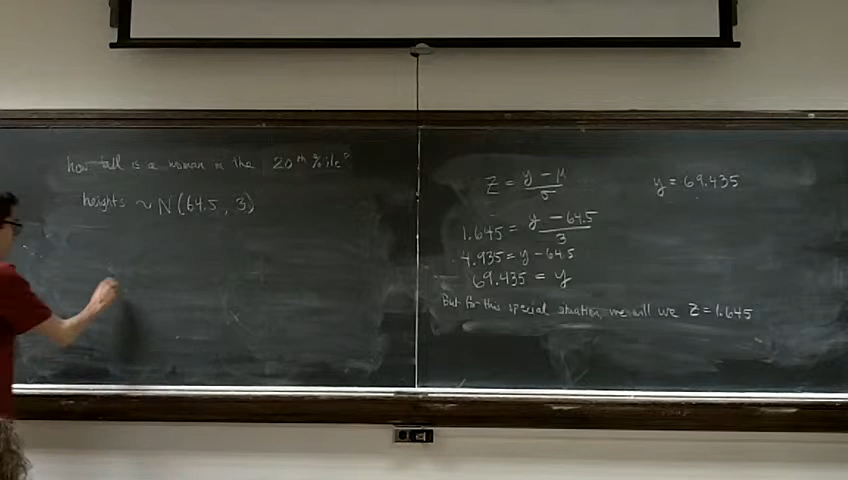 how tall is a woman in the 20th %ile?
heights ~ N(64.5, 3)
Z = y - μ / σ
1.645 = y - 64.5 / 3
4.935 = y - 64.5
69.435 = y
But for this special situation, we will use Z = 1.645
y = 69.435